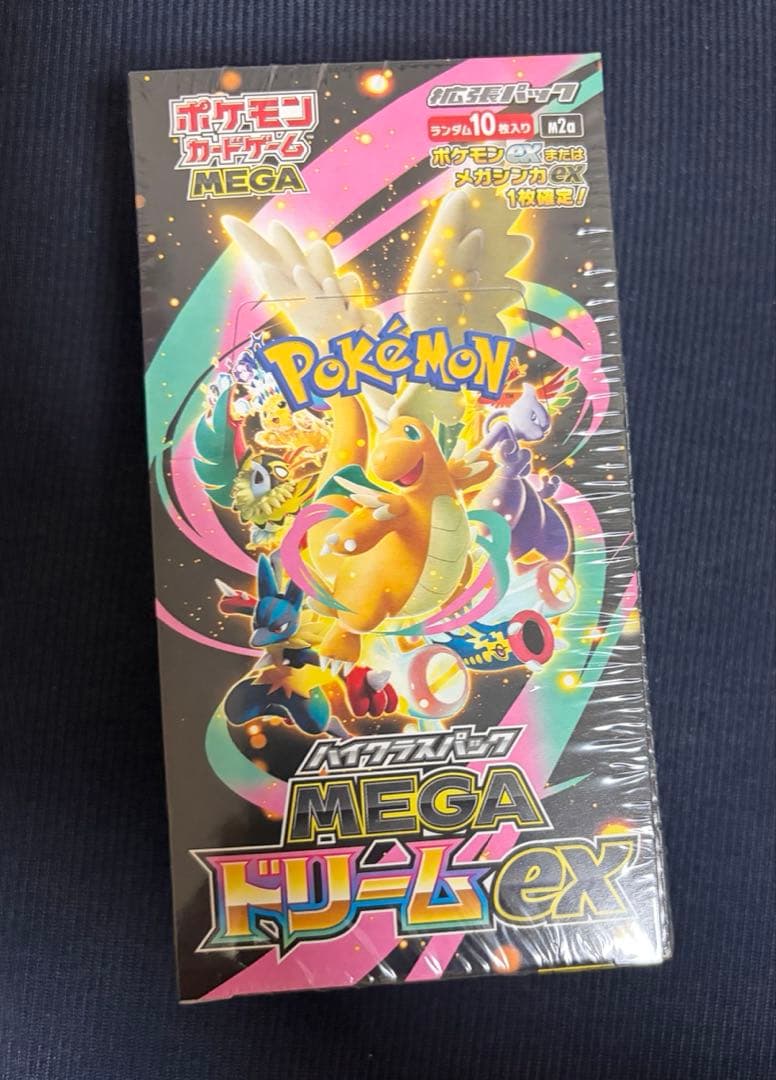 ポケモン
カードゲーム
MEGA
拡張パック
ランダム10枚入り m2a
ポケモンexまたは
メガシンカex
1枚確定!
POKéMON
ハイクラスパック
MEGA
ドリームex